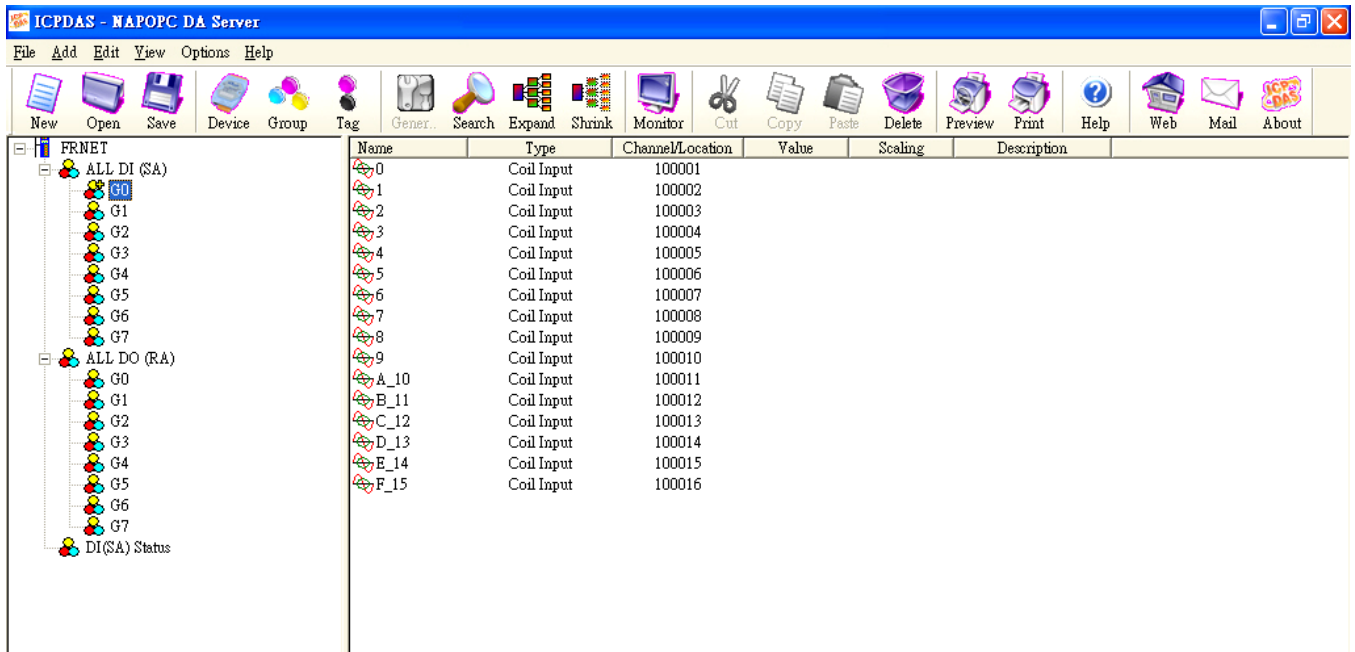 ICPDAS - NAPOPC DA Server
File Add Edit View Options Help
New Open Save Device Group Tag Gener.. Search Expand Shrink Monitor Cut Copy Paste Delete Preview Print Help Web Mail About
FRNET
ALL DI (SA)
G0
G1
G2
G3
G4
G5
G6
G7
ALL DO (RA)
G0
G1
G2
G3
G4
G5
G6
G7
DI(SA) Status
Name Type Channel/Location Value Scaling Description
0 Coil Input 100001
1 Coil Input 100002
2 Coil Input 100003
3 Coil Input 100004
4 Coil Input 100005
5 Coil Input 100006
6 Coil Input 100007
7 Coil Input 100008
8 Coil Input 100009
9 Coil Input 100010
A_10 Coil Input 100011
B_11 Coil Input 100012
C_12 Coil Input 100013
D_13 Coil Input 100014
E_14 Coil Input 100015
F_15 Coil Input 100016